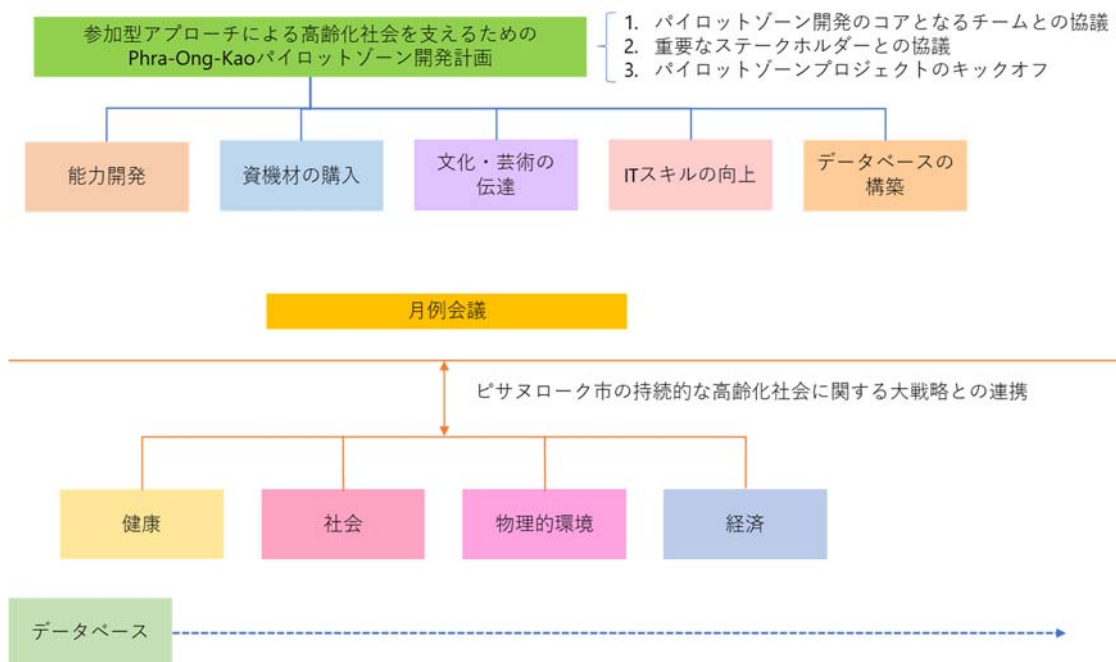 参加型アプローチによる高齢化社会を支えるための
Phra-Ong-Kaoパイロットゾーン開発計画
1. パイロットゾーン開発のコアとなるチームとの協議
2. 重要なステークホルダーとの協議
3. パイロットゾーンプロジェクトのキックオフ
能力開発
資機材の購入
文化・芸術の
伝達
ITスキルの向上
データベースの
構築
月例会議
ピサヌローク市の持続的な高齢化社会に関する大戦略との連携
健康
社会
物理的環境
経済
データベース